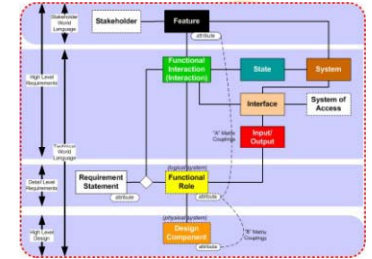 Stakeholder
World
Language
Stakeholder
Feature
attribute
High Level
Requirements
Functional
Interaction
(Interaction)
State
System
Interface
System of
Access
Technical
World
Language
"A" Matrix
Couplings
Input/
Output
(logical system)
Detail Level
Requirements
Requirement
Statement
Functional
Role
attribute
attribute
(physical system)
High Level
Design
Design
Component
"B" Matrix
Couplings
attribute